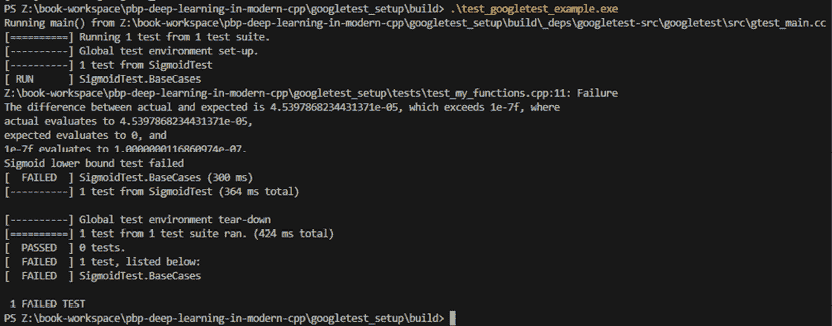 PS Z:\book-workspace\pbp-deep-learning-in-modern-cpp\googletest_setup\build> .\test_googletest_example.exe
Running main() from Z:\book-workspace\pbp-deep-learning-in-modern-cpp\googletest_setup\build\_deps\googletest-src\googletest\src\gtest_main.cc
[==========] Running 1 test from 1 test suite.
[----------] Global test environment set-up.
[----------] 1 test from SigmoidTest
[ RUN      ] SigmoidTest.BaseCases
Z:\book-workspace\pbp-deep-learning-in-modern-cpp\googletest_setup\tests\test_my_functions.cpp:11: Failure
The difference between actual and expected is 4.5397868234431371e-05, which exceeds 1e-7f, where
actual evaluates to 4.5397868234431371e-05,
expected evaluates to 0, and
1e-7f evaluates to 1.0000000116860974e-07.
Sigmoid lower bound test failed
[  FAILED  ] SigmoidTest.BaseCases (300 ms)
[----------] 1 test from SigmoidTest (364 ms total)
[----------] Global test environment tear-down
[==========] 1 test from 1 test suite ran. (424 ms total)
[  PASSED  ] 0 tests.
[  FAILED  ] 1 test, listed below:
[  FAILED  ] SigmoidTest.BaseCases
1 FAILED TEST
PS Z:\book-workspace\pbp-deep-learning-in-modern-cpp\googletest_setup\build>